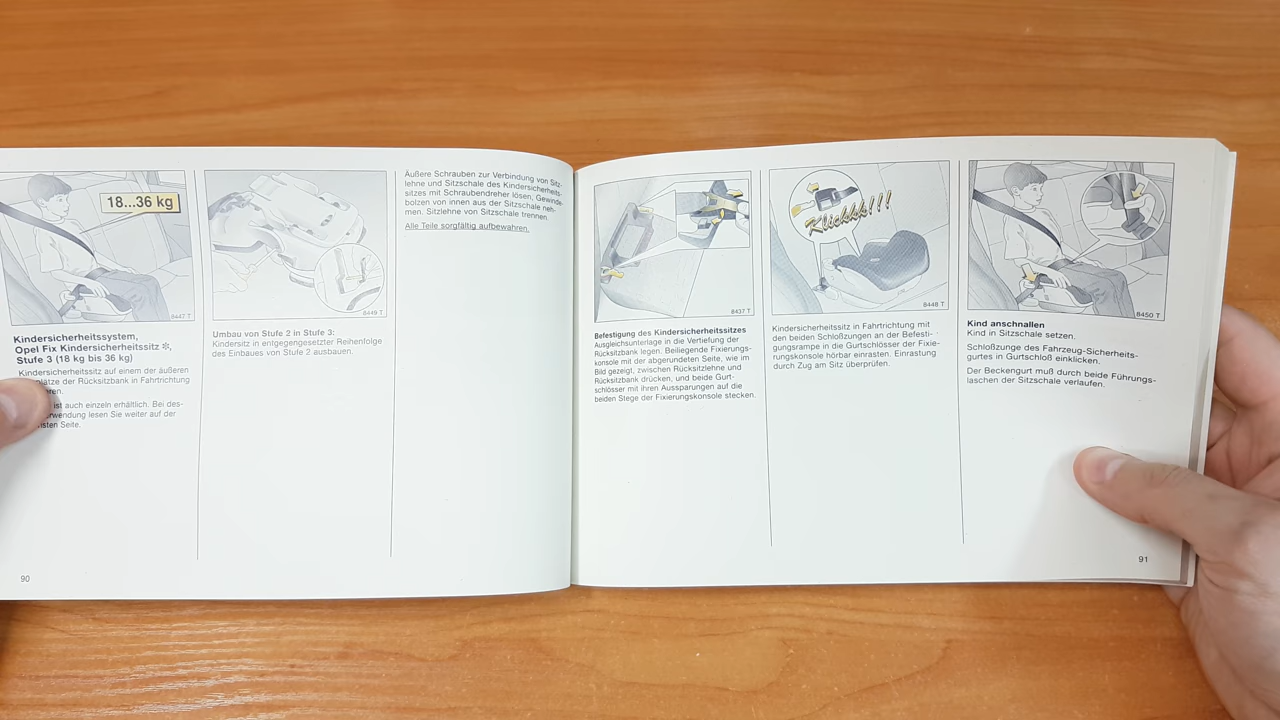 18...36 kg
8447 T
Kindersicherheitssystem,
Opel Fix Kindersicherheitssitz ✻,
Stufe 3 (18 kg bis 36 kg)
Kindersicherheitssitz auf einem der äußeren
plätze der Rücksitzbank in Fahrtrichtung
ist auch einzeln erhältlich. Bei des-
lesen Sie weiter auf der
Seite.
90
8449 T
Umbau von Stufe 2 in Stufe 3:
Kindersitz in entgegengesetzter Reihenfolge
des Einbaues von Stufe 2 ausbauen.
Äußere Schrauben zur Verbindung von Sitz-
lehne und Sitzschale des Kindersicherheits-
sitzes mit Schraubendreher lösen, Gewinde-
bolzen von innen aus der Sitzschale neh-
men. Sitzlehne von Sitzschale trennen.
Alle Teile sorgfältig aufbewahren.
8437 T
Befestigung des Kindersicherheitssitzes
Ausgleichsunterlage in die Vertiefung der
Rücksitzbank legen. Beiliegende Fixierungs-
konsole mit der abgerundeten Seite, wie im
Bild gezeigt, zwischen Rücksitzlehne und
Rücksitzbank drücken, und beide Gurt-
schlösser mit ihren Aussparungen auf die
beiden Stege der Fixierungskonsole stecken.
Klickkk!!!
8448 T
Kindersicherheitssitz in Fahrtrichtung mit
den beiden Schloßzungen an der Befesti-
gungsrampe in die Gurtschlösser der Fixie-
rungskonsole hörbar einrasten. Einrastung
durch Zug am Sitz überprüfen.
8450 T
Kind anschnallen
Kind in Sitzschale setzen.
Schloßzunge des Fahrzeug-Sicherheits-
gurtes in Gurtschloß einklicken.
Der Beckengurt muß durch beide Führungs-
laschen der Sitzschale verlaufen.
91